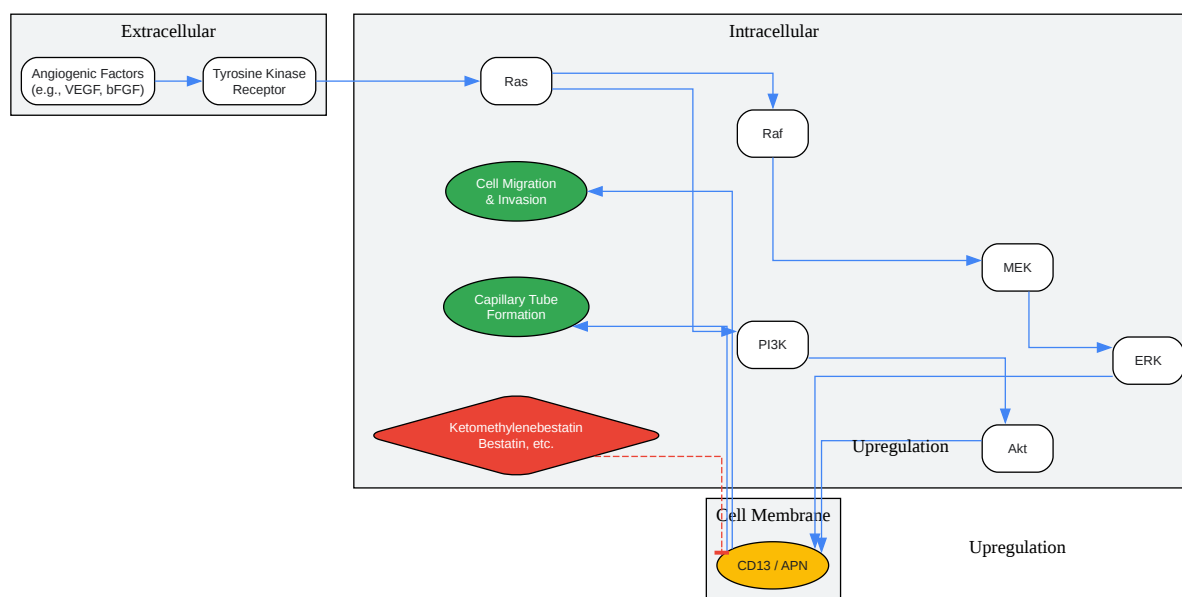 Extracellular
Angiogenic Factors
(e.g., VEGF, bFGF)
Tyrosine Kinase
Receptor
Intracellular
Ras
Raf
Cell Migration
& Invasion
MEK
Capillary Tube
Formation
PI3K
ERK
Ketomethylenebestatin
Bestatin, etc.
Upregulation
Akt
Cell Membrane
Upregulation
CD13 / APN